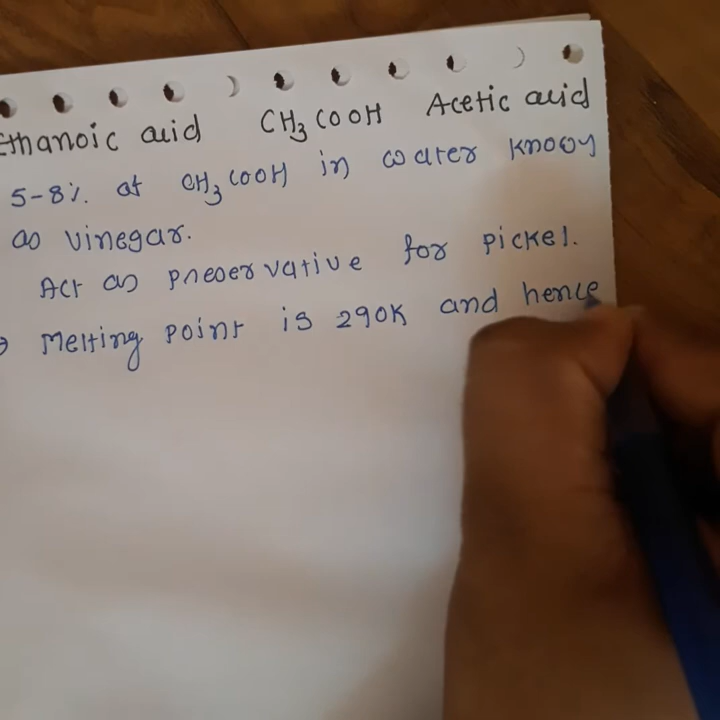 Ethanoic acid CH3COOH Acetic acid
5-8%. of CH3COOH in water know
as vinegar.
Act as preservative for pickel.
→ Melting point is 290K and hence